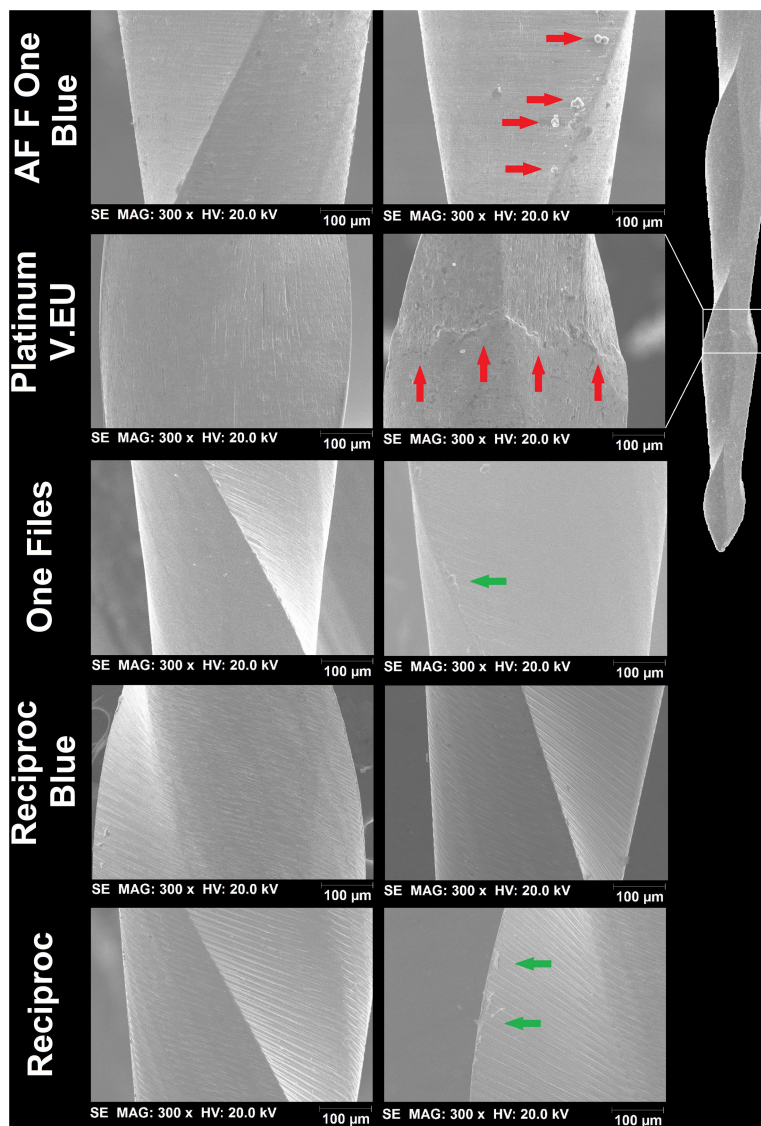 AF F One
Blue
SE MAG: 300 x HV: 20.0 kV 100 µm
SE MAG: 300 x HV: 20.0 kV 100 µm
Platinum
V.EU
SE MAG: 300 x HV: 20.0 kV 100 µm
SE MAG: 300 x HV: 20.0 kV 100 µm
One Files
SE MAG: 300 x HV: 20.0 kV 100 µm
SE MAG: 300 x HV: 20.0 kV 100 µm
Reciproc
Blue
SE MAG: 300 x HV: 20.0 kV 100 µm
SE MAG: 300 x HV: 20.0 kV 100 µm
Reciproc
SE MAG: 300 x HV: 20.0 kV 100 µm
SE MAG: 300 x HV: 20.0 kV 100 µm